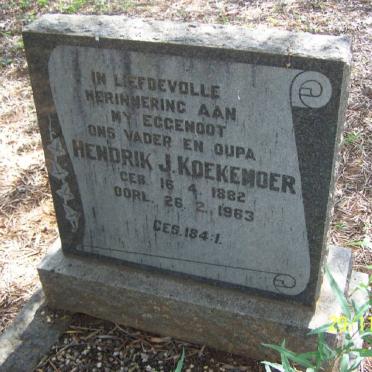 IN LIEFDEVOLLE
HERINNERING AAN
MY EGGENOOT
ONS VADER EN OUPA
HENDRIK J. KOEKEMOER
GEB. 16. 4. 1882
OORL. 26. 2. 1963
GES. 184:1.